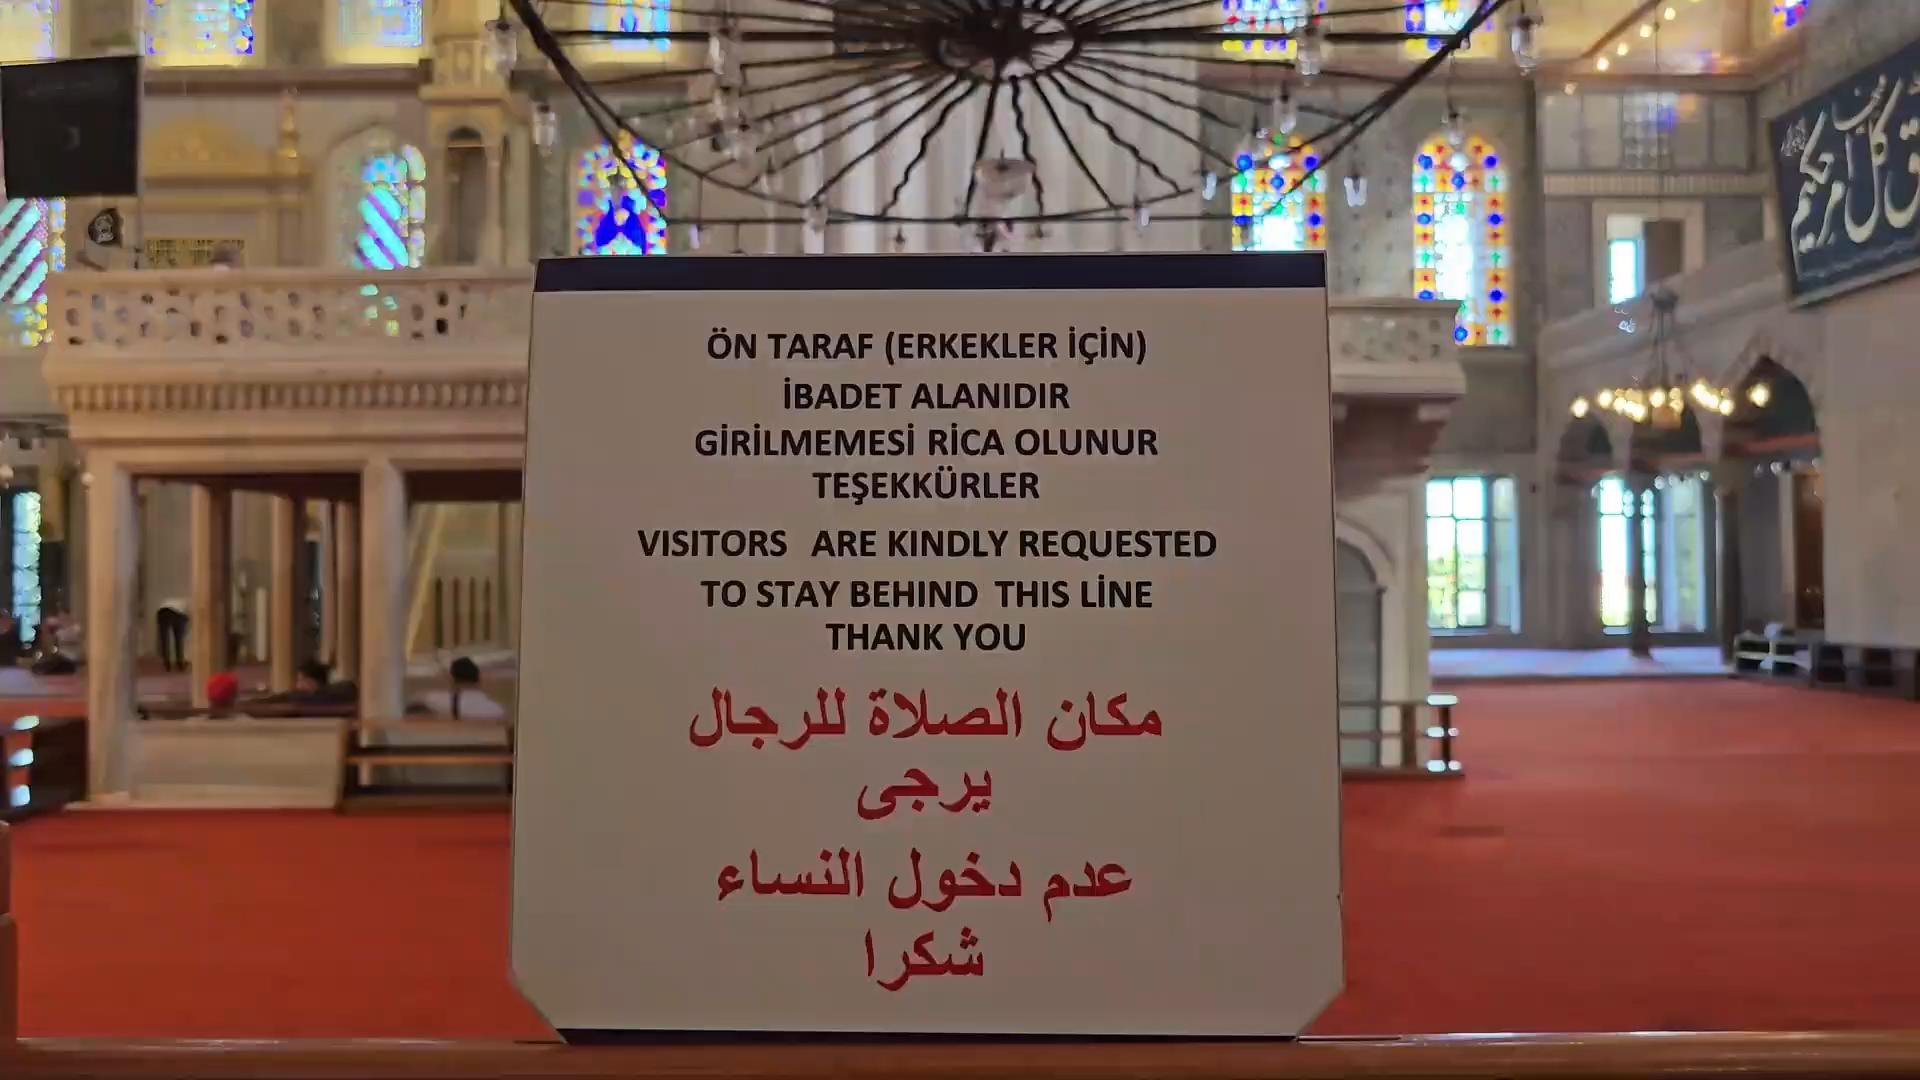 ÖN TARAF (ERKEKLER İÇİN)
İBADET ALANIDIR
GİRİLMEMESİ RİCA OLUNUR
TEŞEKKÜRLER
VISITORS ARE KINDLY REQUESTED
TO STAY BEHIND THIS LİNE
THANK YOU
مكان الصلاة للرجال
يرجى
عدم دخول النساء
شكرا